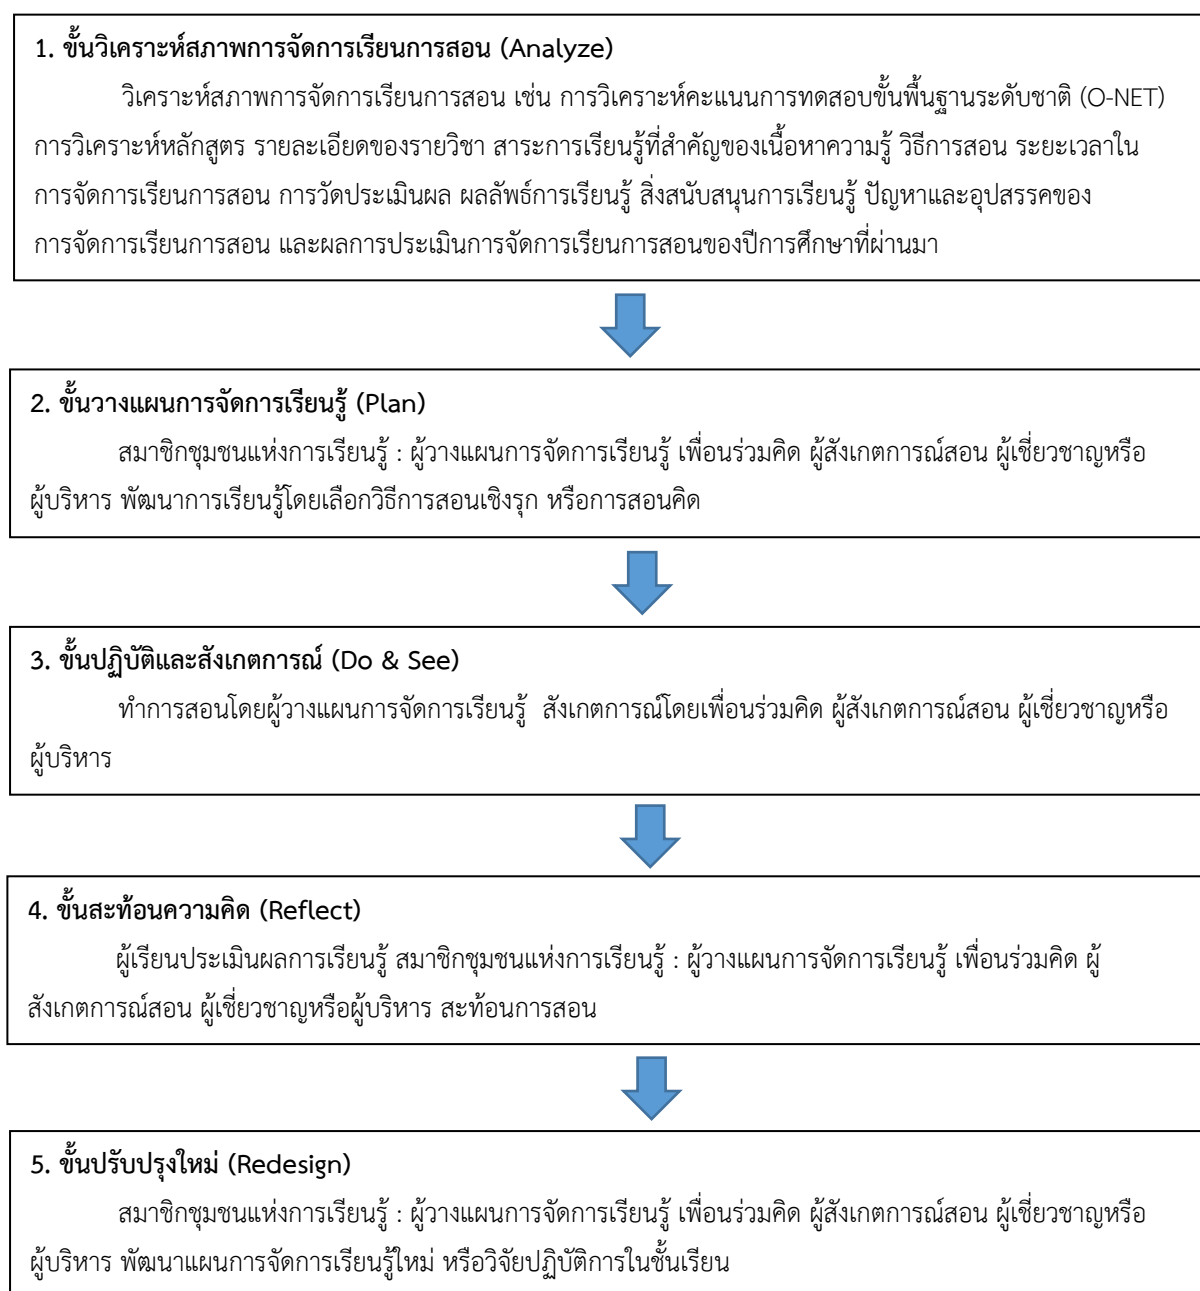 1. ขั้นวิเคราะห์สภาพการจัดการเรียนการสอน (Analyze)
วิเคราะห์สภาพการจัดการเรียนการสอน เช่น การวิเคราะห์คะแนนการทดสอบขั้นพื้นฐานระดับชาติ (O-NET)
การวิเคราะห์หลักสูตร รายละเอียดของรายวิชา สาระการเรียนรู้ที่สำคัญของเนื้อหาความรู้ วิธีการสอน ระยะเวลาใน
การจัดการเรียนการสอน การวัดประเมินผล ผลลัพธ์การเรียนรู้ สิ่งสนับสนุนการเรียนรู้ ปัญหาและอุปสรรคของ
การจัดการเรียนการสอน และผลการประเมินการจัดการเรียนการสอนของปีการศึกษาที่ผ่านมา
2. ขั้นวางแผนการจัดการเรียนรู้ (Plan)
สมาชิกชุมชนแห่งการเรียนรู้ : ผู้วางแผนการจัดการเรียนรู้ เพื่อนร่วมคิด ผู้สังเกตการณ์สอน ผู้เชี่ยวชาญหรือ
ผู้บริหาร พัฒนาการเรียนรู้โดยเลือกวิธีการสอนเชิงรุก หรือการสอนคิด
3. ขั้นปฏิบัติและสังเกตการณ์ (Do & See)
ทำการสอนโดยผู้วางแผนการจัดการเรียนรู้ สังเกตการณ์โดยเพื่อนร่วมคิด ผู้สังเกตการณ์สอน ผู้เชี่ยวชาญหรือ
ผู้บริหาร
4. ขั้นสะท้อนความคิด (Reflect)
ผู้เรียนประเมินผลการเรียนรู้ สมาชิกชุมชนแห่งการเรียนรู้ : ผู้วางแผนการจัดการเรียนรู้ เพื่อนร่วมคิด ผู้
สังเกตการณ์สอน ผู้เชี่ยวชาญหรือผู้บริหาร สะท้อนการสอน
5. ขั้นปรับปรุงใหม่ (Redesign)
สมาชิกชุมชนแห่งการเรียนรู้ : ผู้วางแผนการจัดการเรียนรู้ เพื่อนร่วมคิด ผู้สังเกตการณ์สอน ผู้เชี่ยวชาญหรือ
ผู้บริหาร พัฒนาแผนการจัดการเรียนรู้ใหม่ หรือวิจัยปฏิบัติการในชั้นเรียน